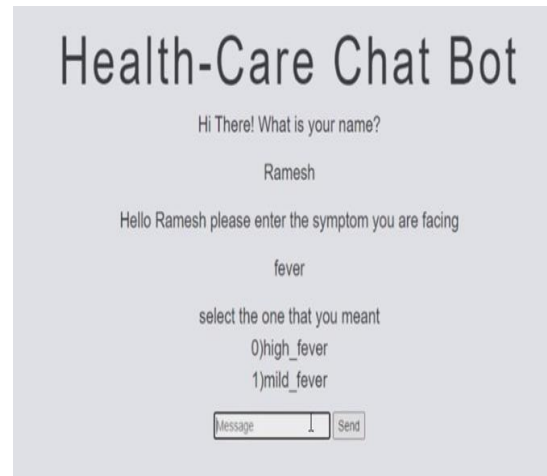 Health-Care Chat Bot
Hi There! What is your name?
Ramesh
Hello Ramesh please enter the symptom you are facing
fever
select the one that you meant
0)high_fever
1)mild_fever
Message Send